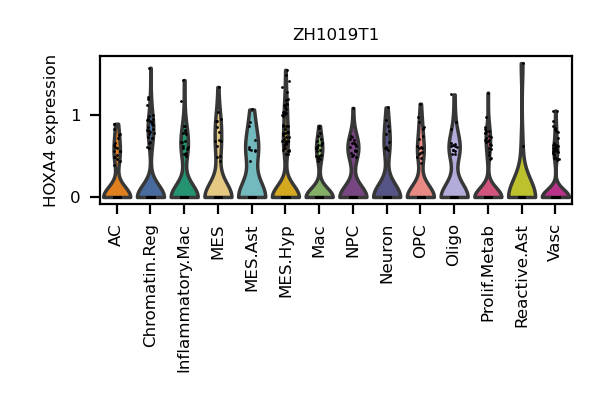 ZH1019T1
HOXA4 expression
1
0
AC
Chromatin.Reg
Inflammatory.Mac
MES
MES.Ast
MES.Hyp
Mac
NPC
Neuron
OPC
Oligo
Prolif.Metab
Reactive.Ast
Vasc